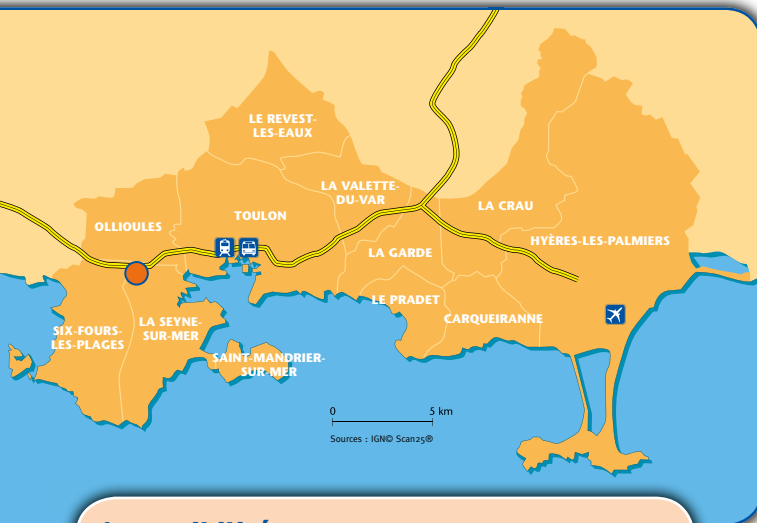 LE REVEST-
LES-EAUX
LA VALETTE-
DU-VAR
OLLIOULES
TOULON
LA CRAU
HYÈRES-LES-PALMIERS
LA GARDE
LE PRADET
CARQUEIRANNE
SIX-FOURS-
LES-PLAGES
LA SEYNE-
SUR-MER
SAINT-MANDRIER-
SUR-MER
0 5 km
Sources : IGN© Scan25®